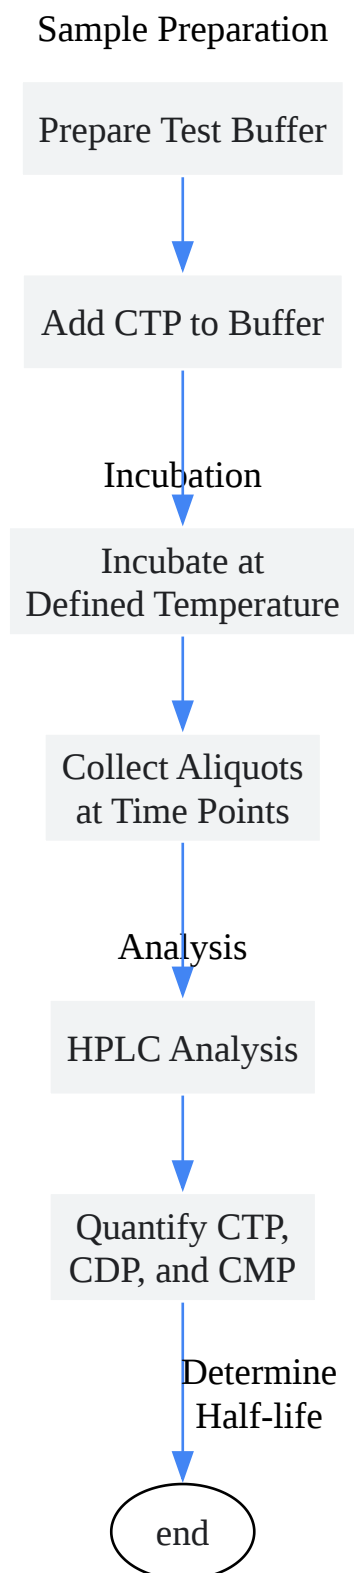 Sample Preparation
Prepare Test Buffer
Add CTP to Buffer
Incubation
Incubate at
Defined Temperature
Collect Aliquots
at Time Points
Analysis
HPLC Analysis
Quantify CTP,
CDP, and CMP
Determine
Half-life
end